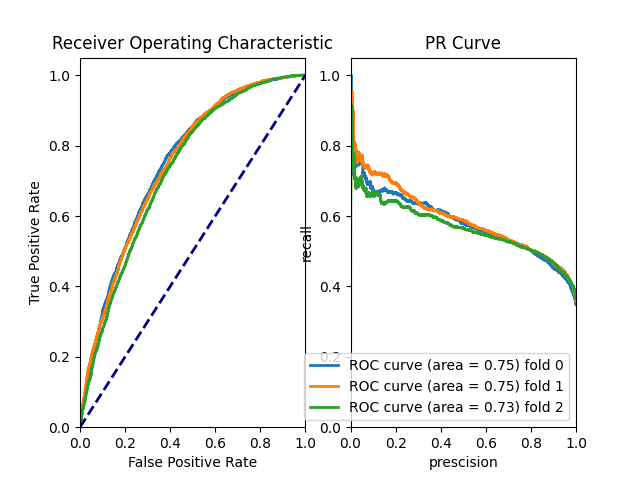 Receiver Operating Characteristic
PR Curve
True Positive Rate
1.0
0.8
0.6
0.4
0.2
0.0
0.0 0.2 0.4 0.6 0.8 1.0
False Positive Rate
recall
1.0
0.8
0.6
0.4
0.2
0.0
0.0 0.2 0.4 0.6 0.8 1.0
prescision
ROC curve (area = 0.75) fold 0
ROC curve (area = 0.75) fold 1
ROC curve (area = 0.73) fold 2